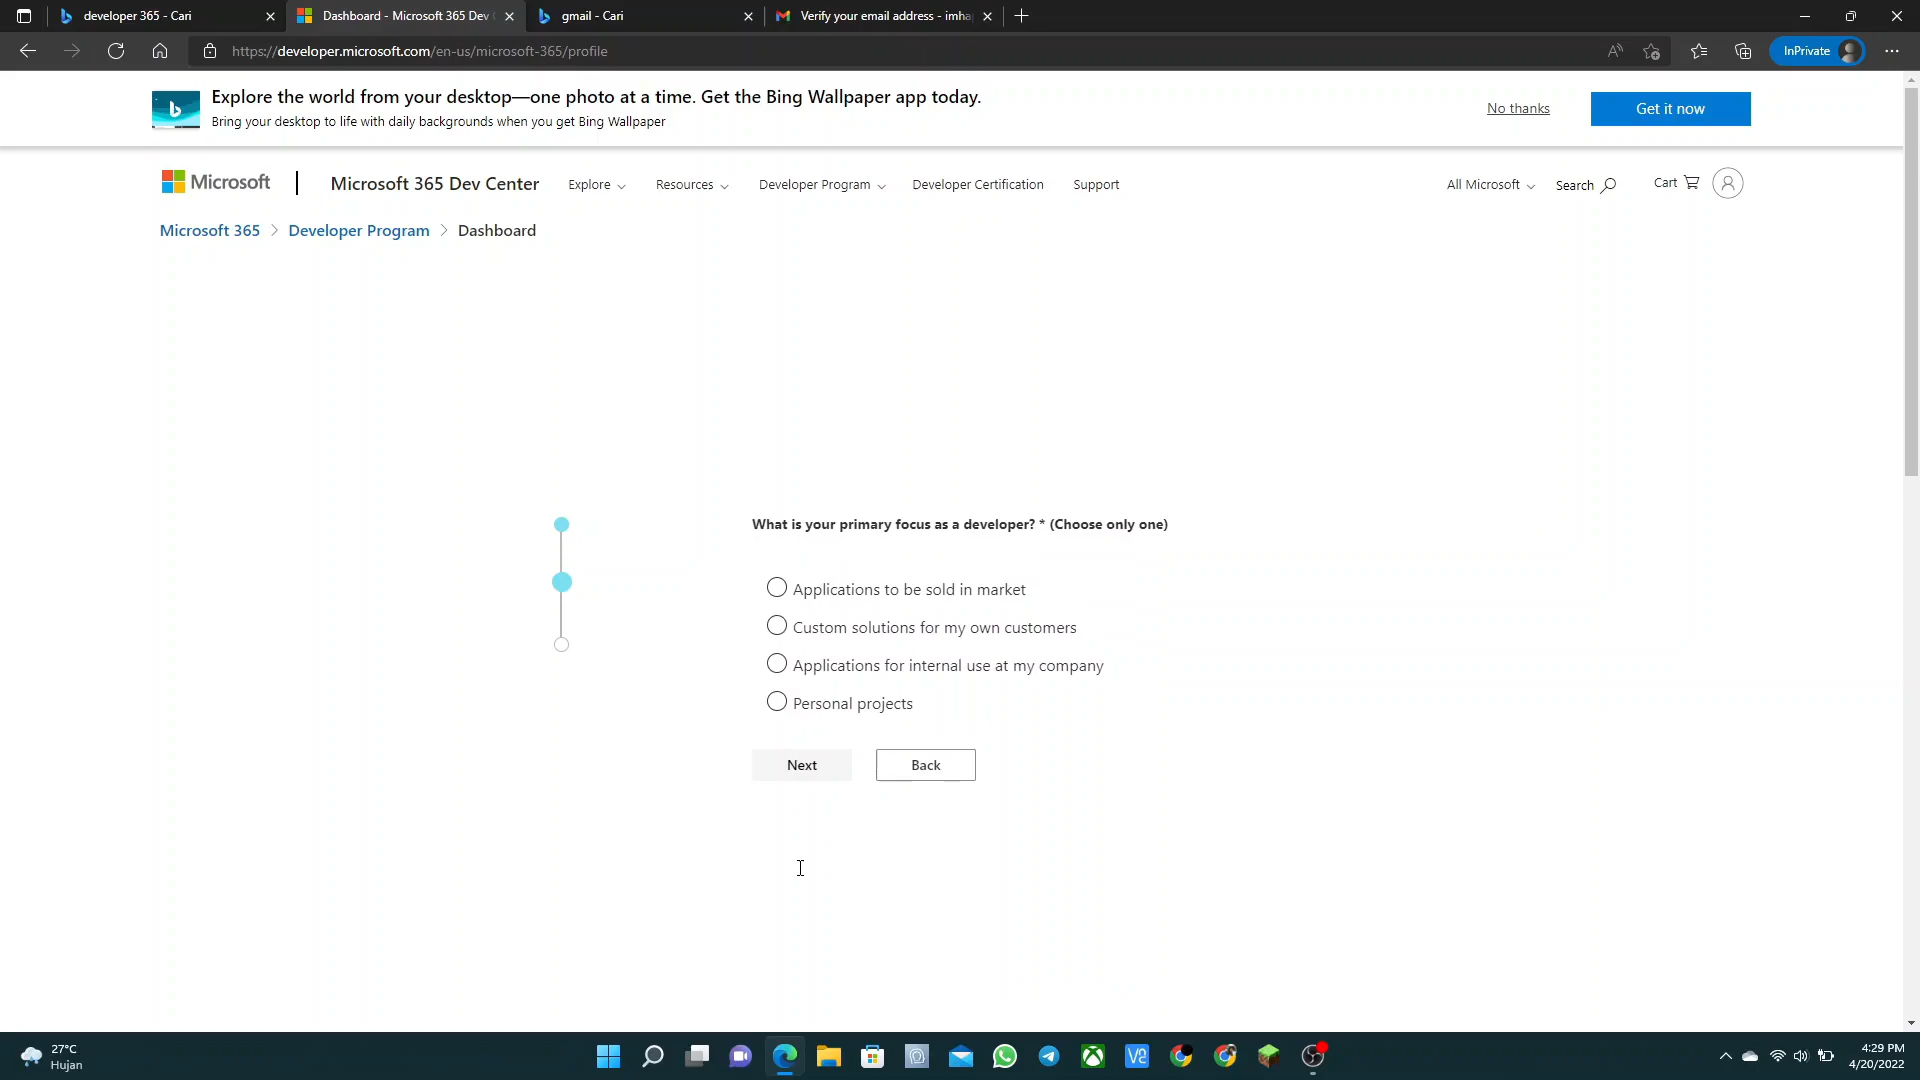 developer 365 - Cari
Dashboard - Microsoft 365 Dev
gmail - Cari
Verify your email address - imha
https://developer.microsoft.com/en-us/microsoft-365/profile
InPrivate
Explore the world from your desktop—one photo at a time. Get the Bing Wallpaper app today.
Bring your desktop to life with daily backgrounds when you get Bing Wallpaper
No thanks
Get it now
Microsoft
Microsoft 365 Dev Center
Explore
Resources
Developer Program
Developer Certification
Support
All Microsoft
Search
Cart
Microsoft 365 > Developer Program > Dashboard
What is your primary focus as a developer? * (Choose only one)
Applications to be sold in market
Custom solutions for my own customers
Applications for internal use at my company
Personal projects
Next
Back
27°C
Hujan
V2
4:29 PM
4/20/2022